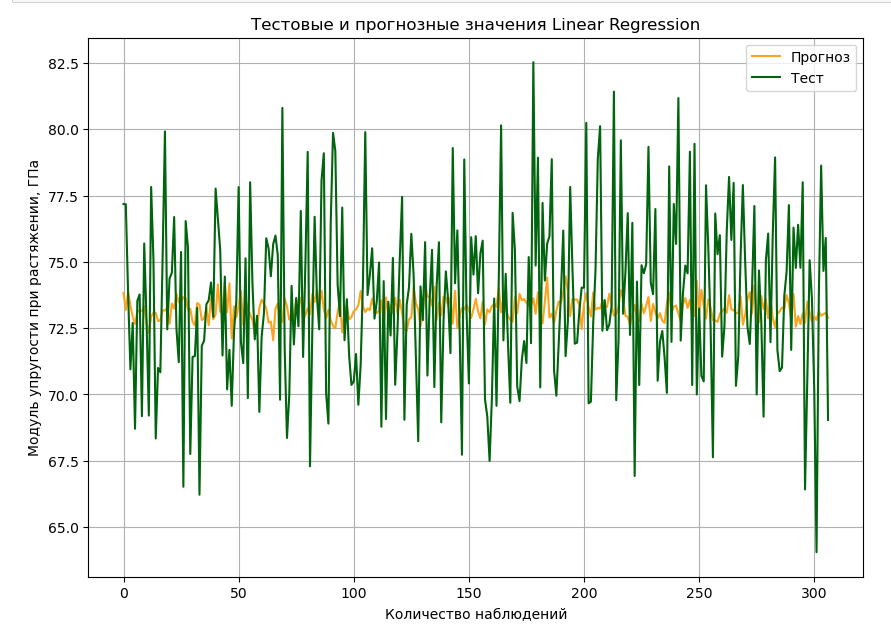 Тестовые и прогнозные значения Linear Regression
Прогноз
Тест
Модуль упругости при растяжении, ГПа
82.5
80.0
77.5
75.0
72.5
70.0
67.5
65.0
0 50 100 150 200 250 300
Количество наблюдений